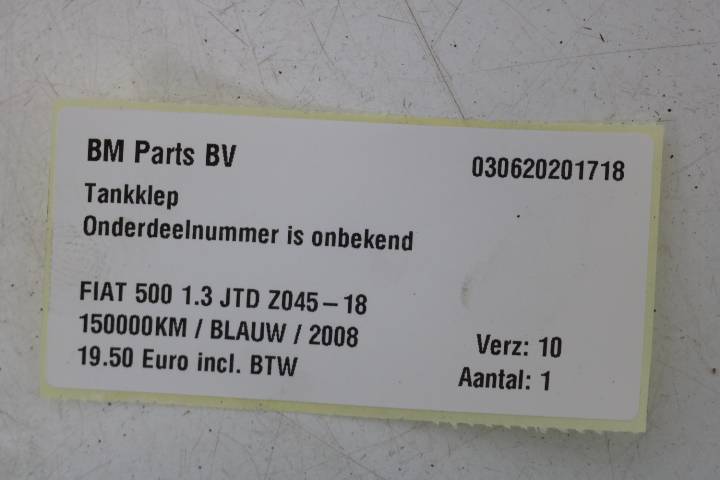 BM Parts BV 030620201718
Tankklep
Onderdeelnummer is onbekend
FIAT 500 1.3 JTD Z045-18
150000KM / BLAUW / 2008 Verz: 10
19.50 Euro incl. BTW Aantal: 1